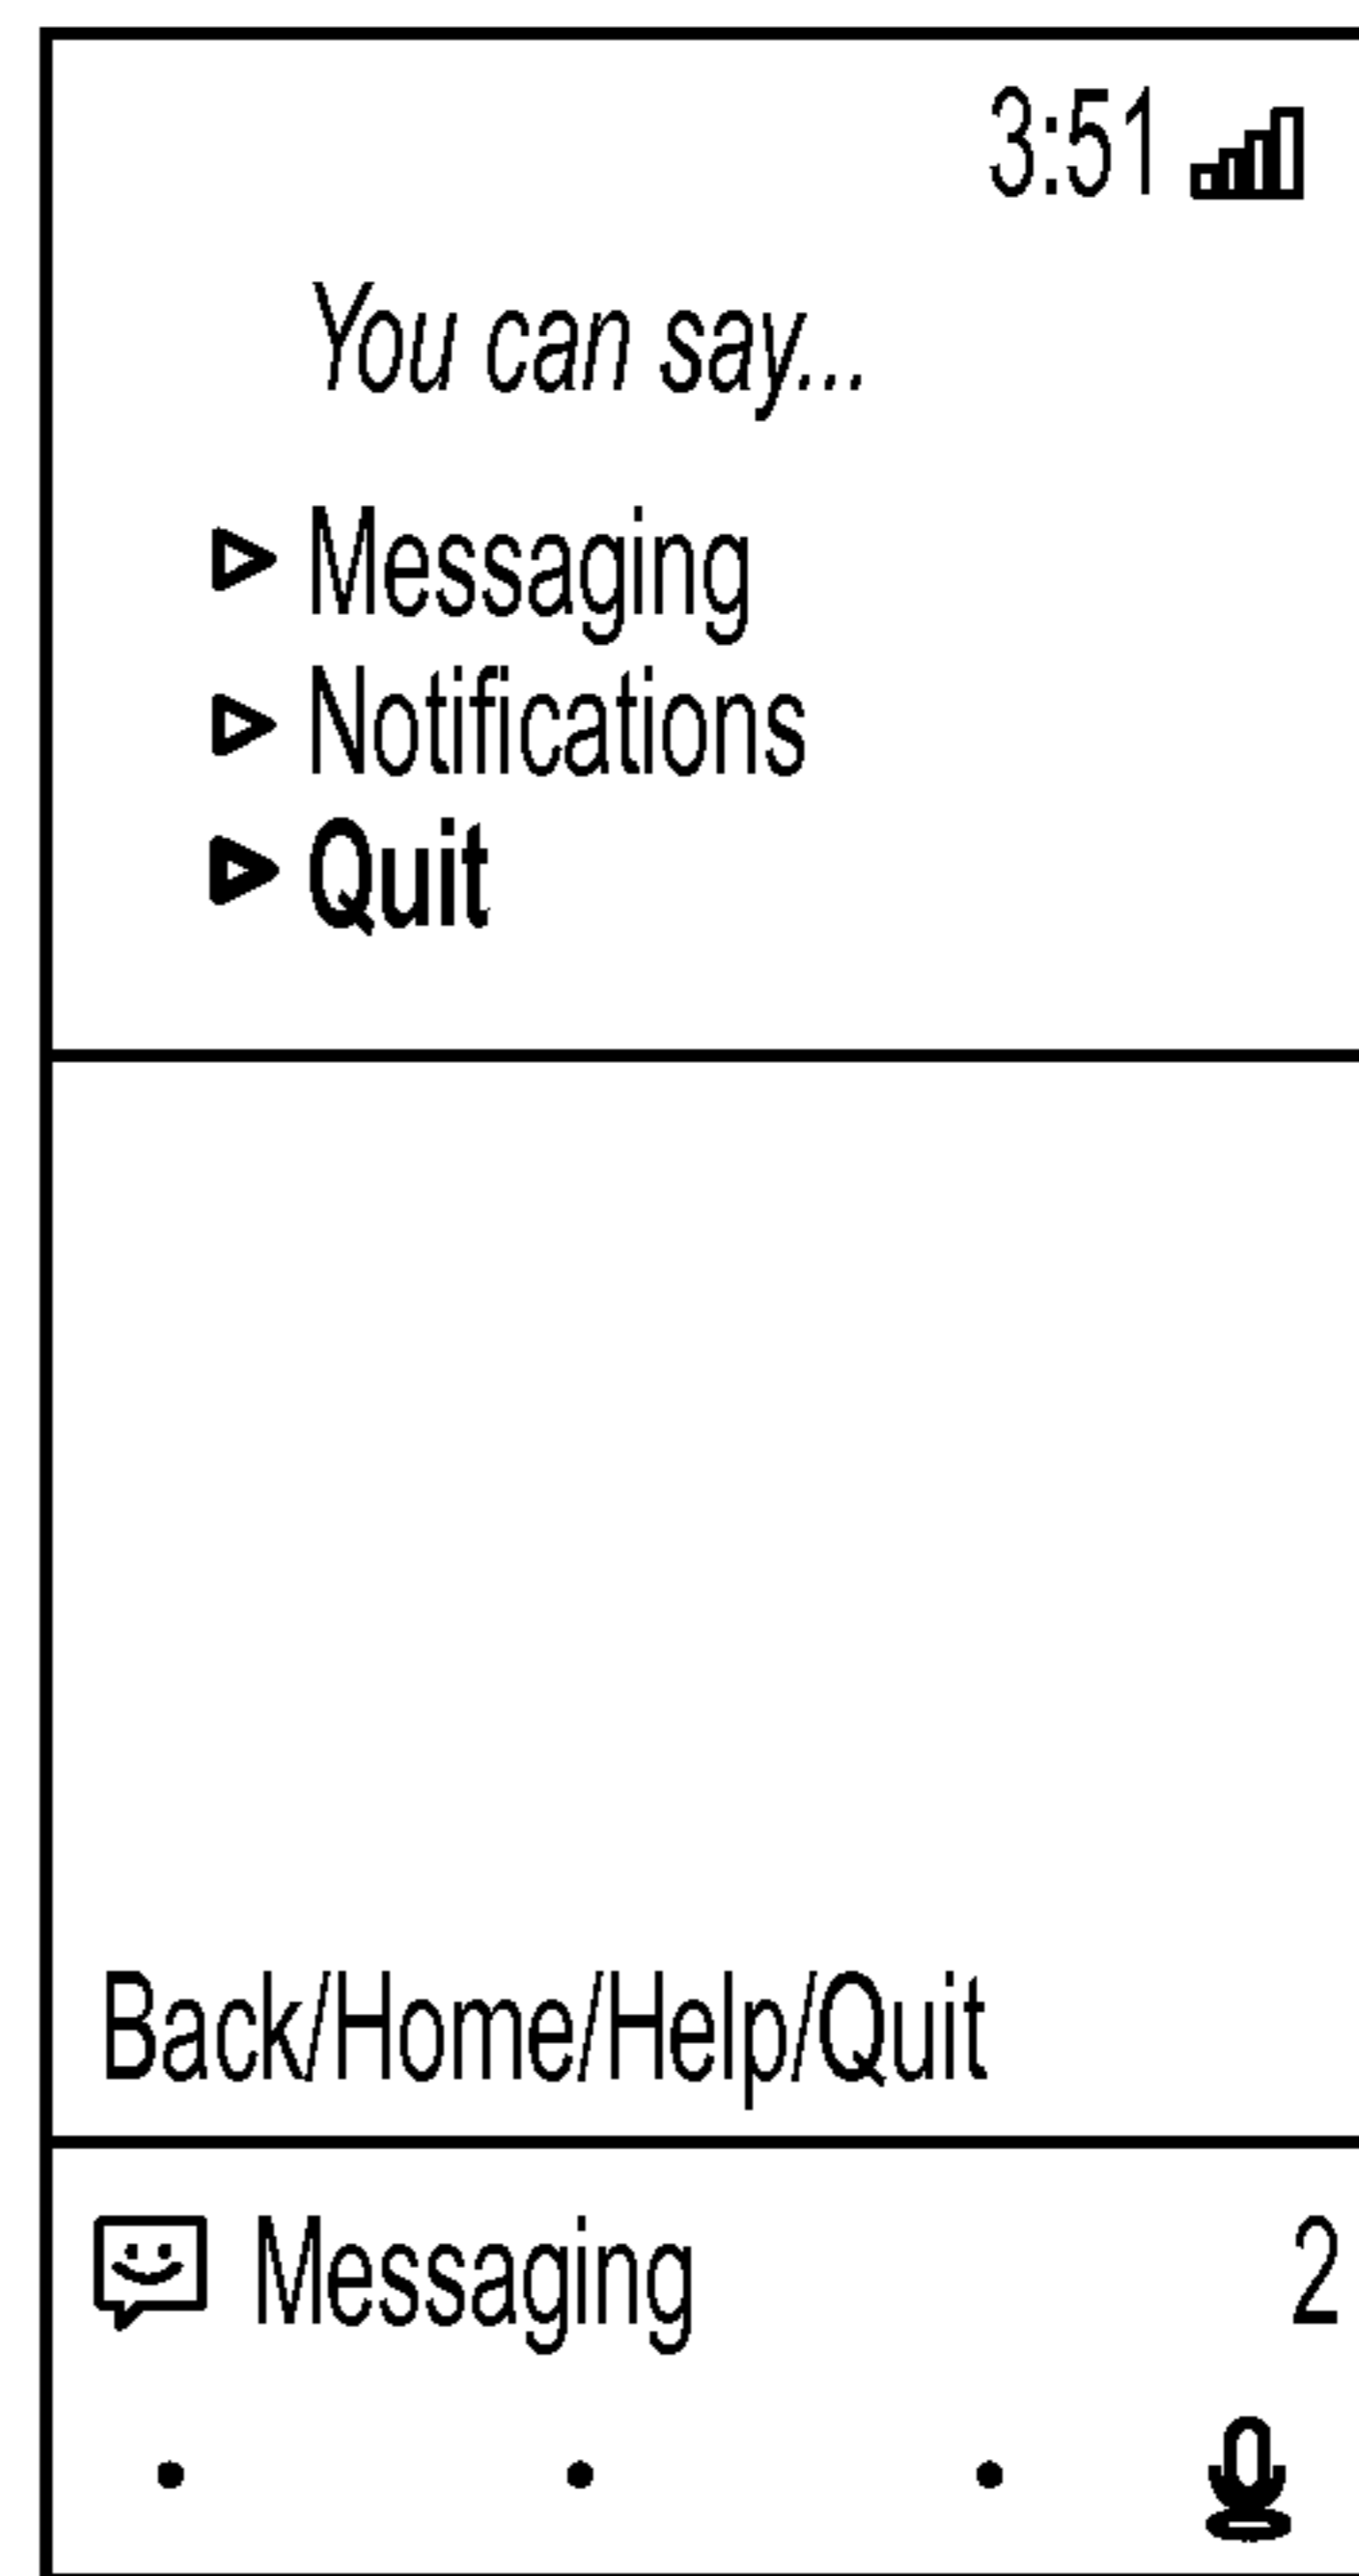 3:51
You can say...
Messaging
Notifications
Quit
Back/Home/Help/Quit
Messaging 2